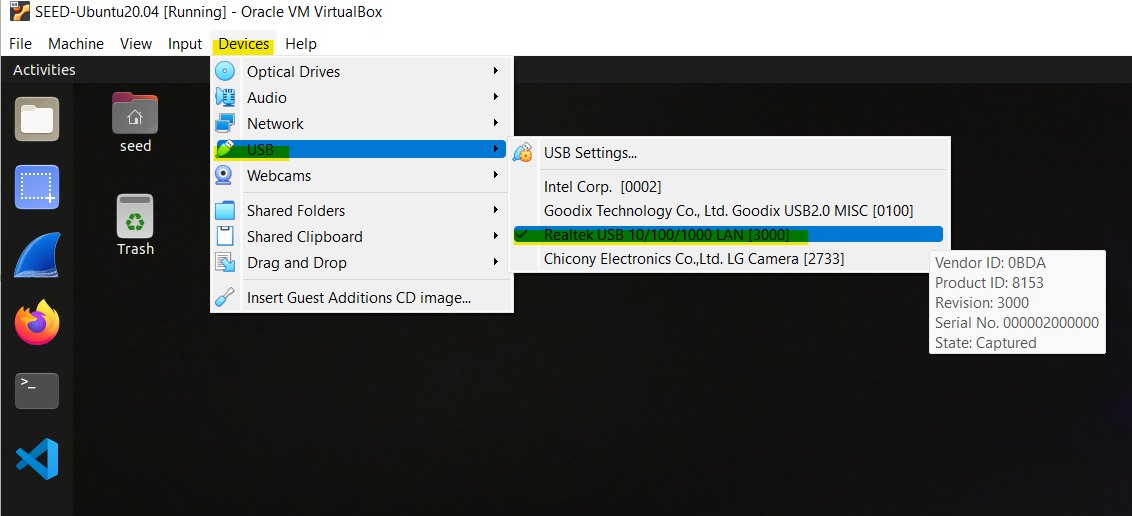 SEED-Ubuntu20.04 [Running] - Oracle VM VirtualBox
File Machine View Input Devices Help
Activities
Optical Drives
Audio
Network
USB
Webcams
Shared Folders
Shared Clipboard
Drag and Drop
Insert Guest Additions CD image...
USB Settings...
Intel Corp. [0002]
Goodix Technology Co., Ltd. Goodix USB2.0 MISC [0100]
Realtek USB 10/100/1000 LAN [3000]
Chicony Electronics Co.,Ltd. LG Camera [2733]
Vendor ID: 0BDA
Product ID: 8153
Revision: 3000
Serial No. 000002000000
State: Captured
seed
Trash
>_